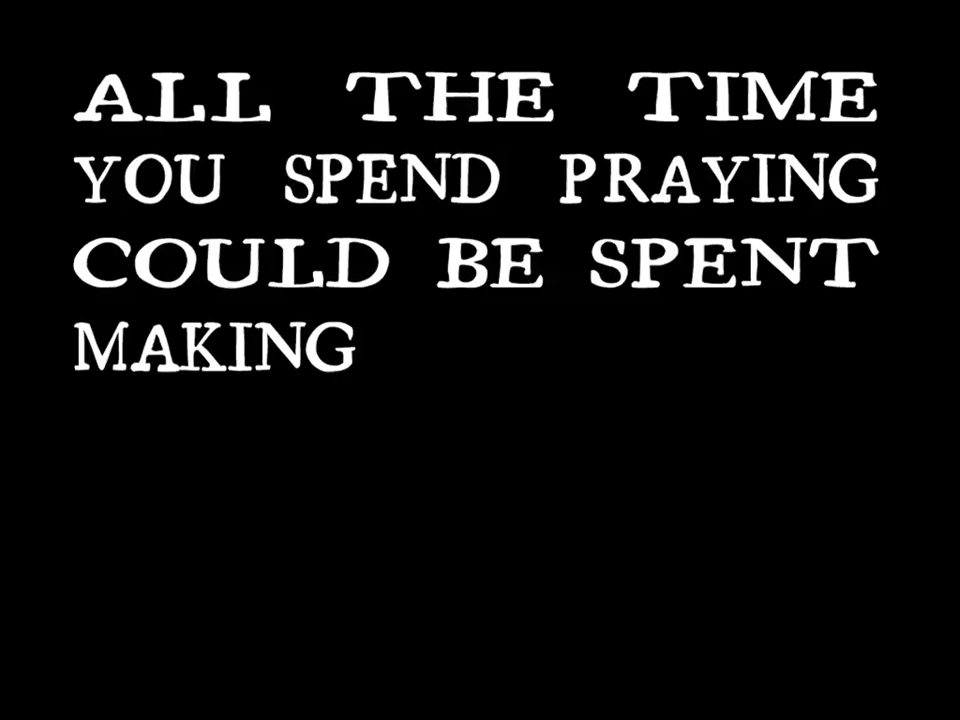 ALL THE TIME
YOU SPEND PRAYING
COULD BE SPENT
MAKING